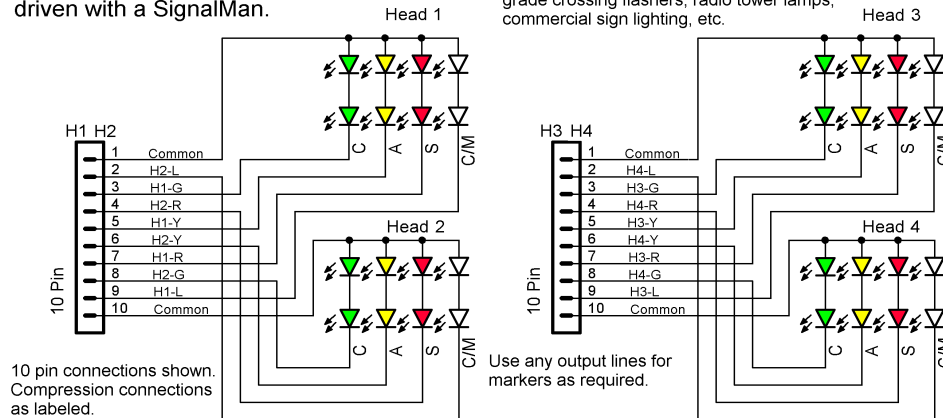 driven with a SignalMan.
grade crossing flashers, radio tower lamps,
commercial sign lighting, etc.
Head 1
C
A
S
C/M
H1 H2
10 Pin
1 Common
2 H2-L
3 H1-G
4 H2-R
5 H1-Y
6 H2-Y
7 H1-R
8 H2-G
9 H1-L
10 Common
Head 2
C
A
S
C/M
10 pin connections shown.
Compression connections
as labeled.
Head 3
C
A
S
C/M
H3 H4
10 Pin
1 Common
2 H4-L
3 H3-G
4 H4-R
5 H3-Y
6 H4-Y
7 H3-R
8 H4-G
9 H3-L
10 Common
Head 4
C
A
S
C/M
Use any output lines for
markers as required.